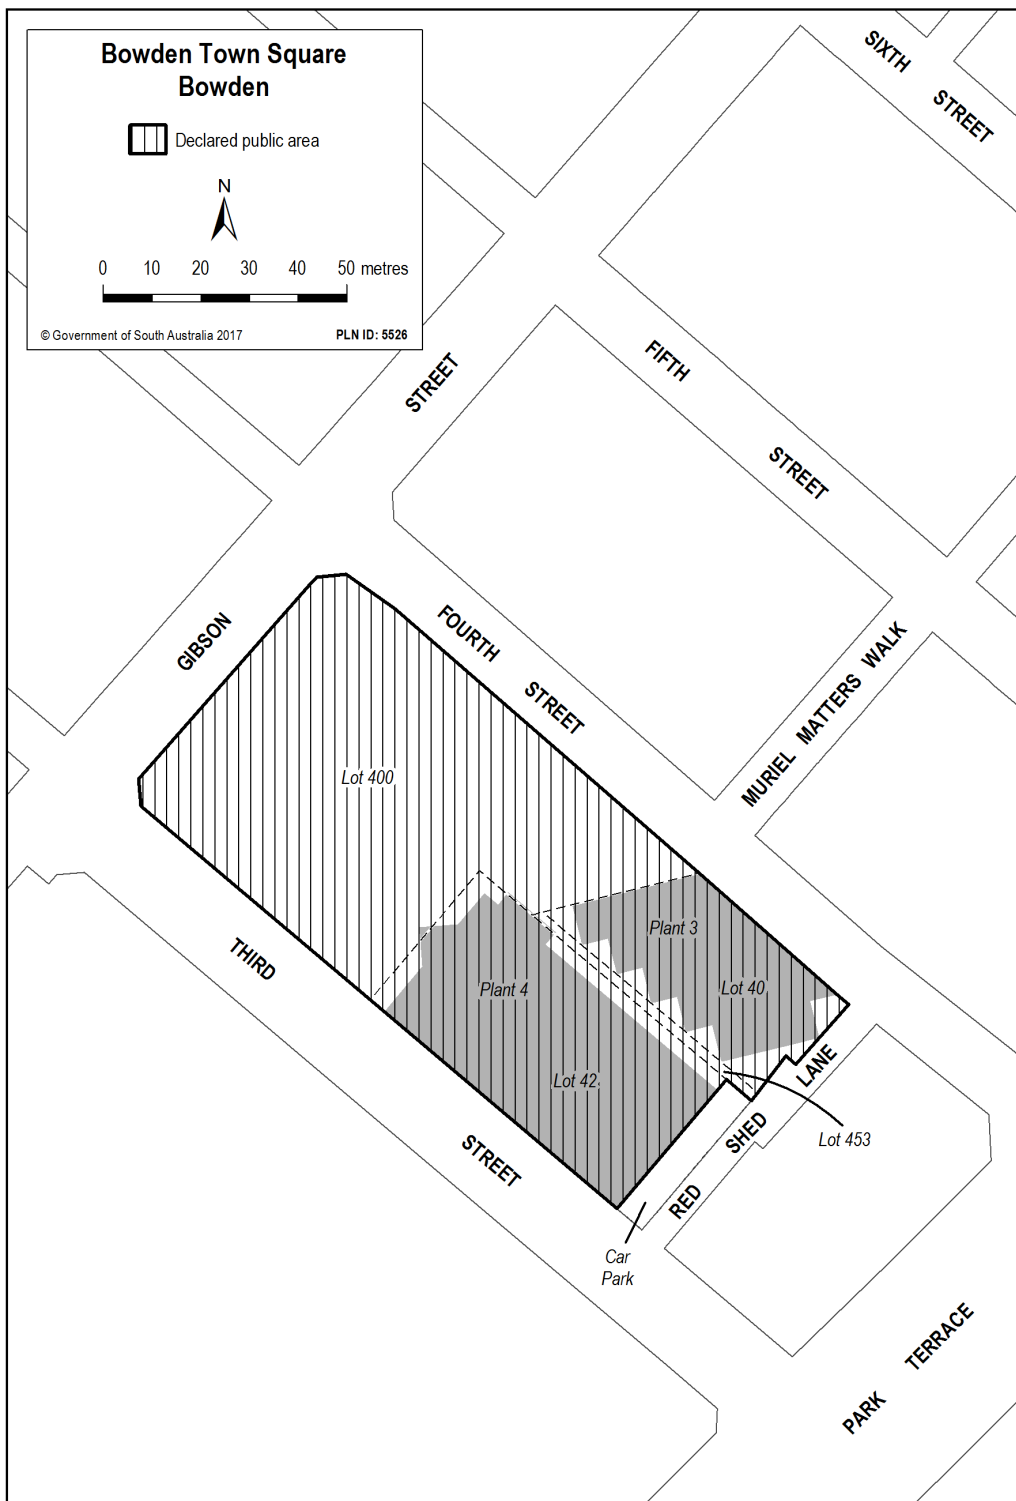 Bowden Town Square
Bowden
Declared public area
N
0 10 20 30 40 50 metres
© Government of South Australia 2017 PLN ID: 5526
SIXTH
STREET
STREET
FIFTH
STREET
GIBSON
FOURTH
STREET
MURIEL MATTERS WALK
Lot 400
Plant 3
THIRD
Plant 4
Lot 40
Lot 42
LANE
SHED
Lot 453
STREET
RED
Car
Park
TERRACE
PARK